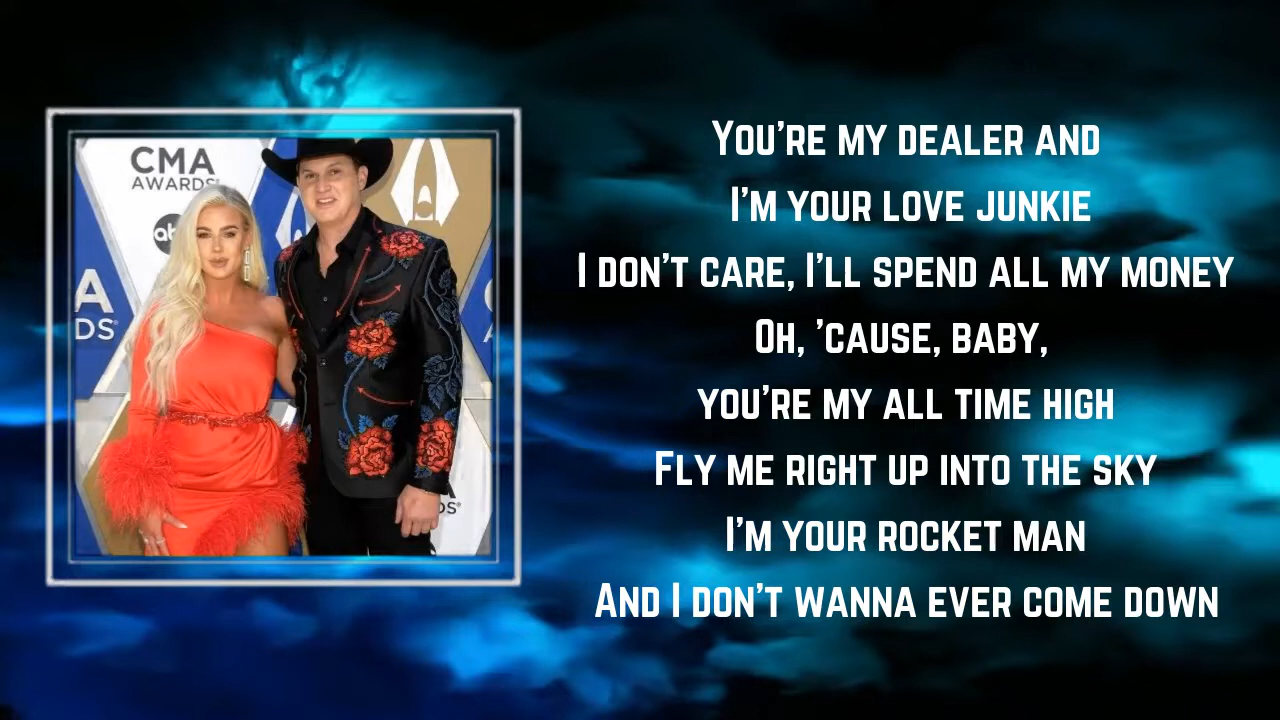 CMA
AWARDS
abc
A
DS
DS
You're my dealer and
I'm your love junkie
I don't care, I'll spend all my money
Oh, 'cause, baby,
you're my all time high
Fly me right up into the sky
I'm your rocket man
And I don't wanna ever come down